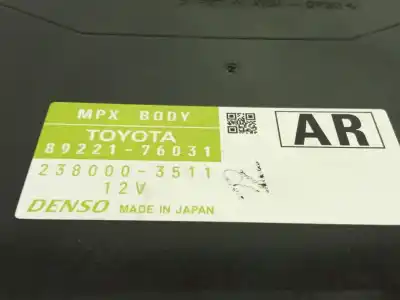 MPX BODY
TOYOTA
89221-76031
238000-3511
12V
DENSO MADE IN JAPAN
AR